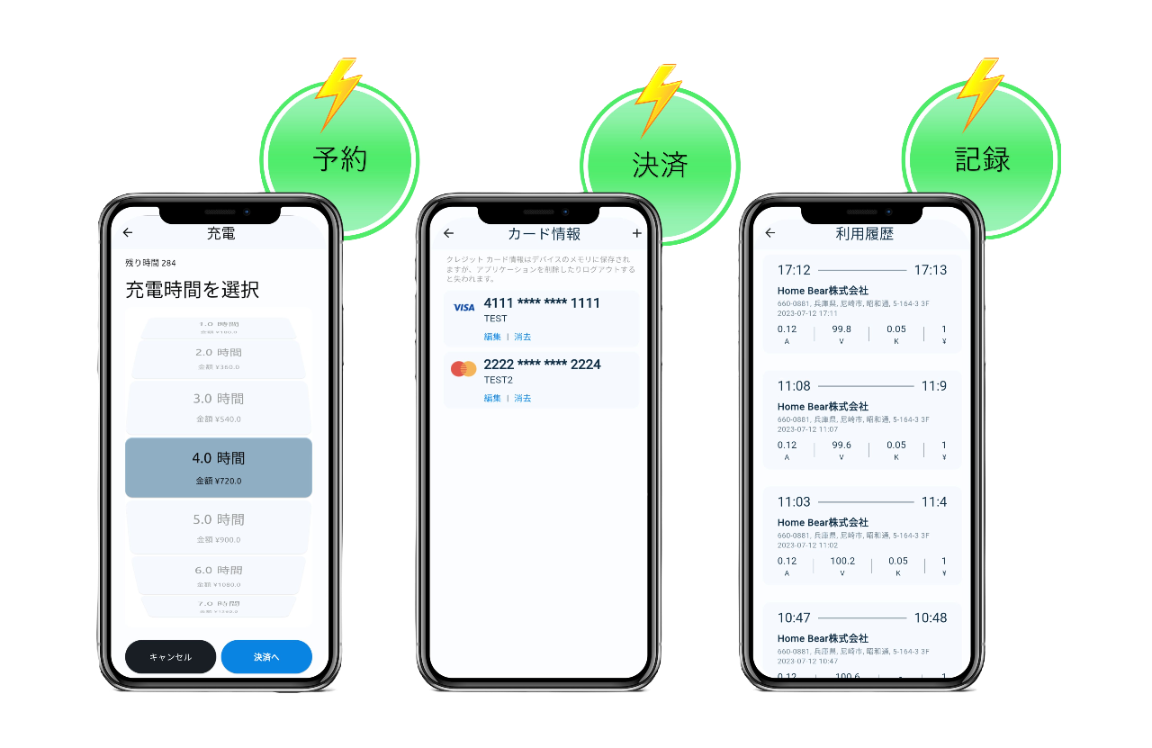 予約
決済
記録
充電
残り時間 284
充電時間を選択
1.0 時間
2.0 時間
金額 ¥360.0
3.0 時間
金額 ¥540.0
4.0 時間
金額 ¥720.0
5.0 時間
金額 ¥900.0
6.0 時間
金額 ¥1080.0
7.0 時間
キャンセル
決済へ
カード情報
クレジット カード情報はデバイスのメモリに保存され
ますが、アプリケーションを削除したりログアウトする
と失われます。
VISA
4111 **** **** 1111
TEST
編集 | 消去
2222 **** **** 2224
TEST2
編集 | 消去
利用履歴
17:12 17:13
Home Bear株式会社
660-0881, 兵庫県, 尼崎市, 昭和通, 5-164-3 3F
2023-07-12 17:11
0.12 99.8 0.05 1
A V K ¥
11:08 11:9
Home Bear株式会社
660-0881, 兵庫県, 尼崎市, 昭和通, 5-164-3 3F
2023-07-12 11:07
0.12 99.6 0.05 1
A V K ¥
11:03 11:4
Home Bear株式会社
660-0881, 兵庫県, 尼崎市, 昭和通, 5-164-3 3F
2023-07-12 11:02
0.12 100.2 0.05 1
A V K ¥
10:47 10:48
Home Bear株式会社
660-0881, 兵庫県, 尼崎市, 昭和通, 5-164-3 3F
2023-07-12 10:47
0.12 100.6 - 1